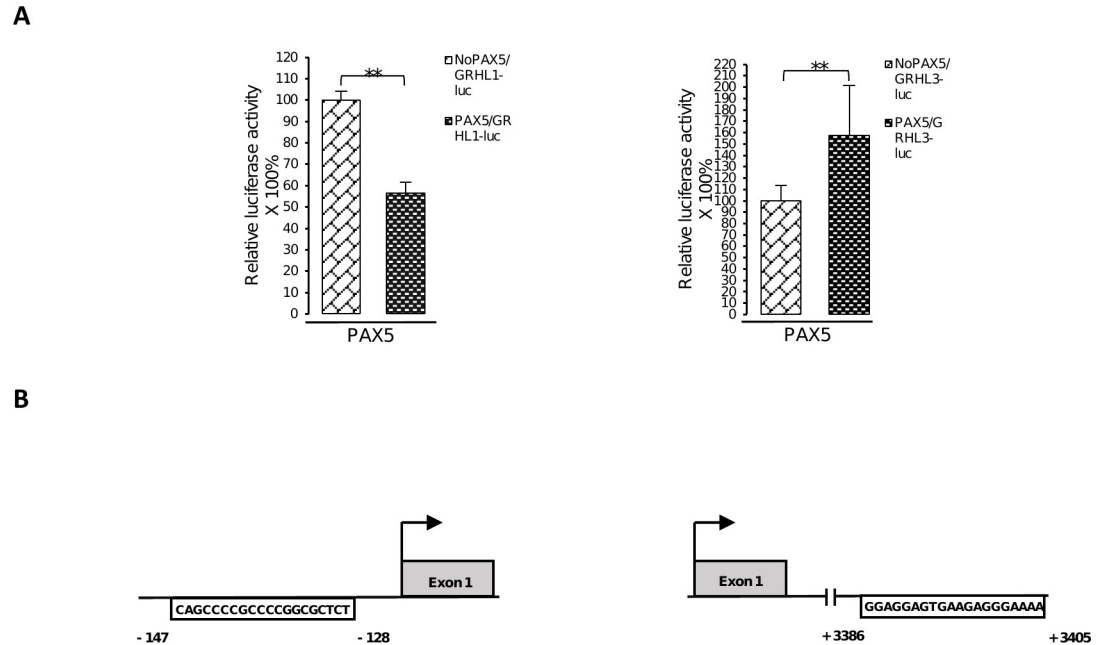 A
Relative luciferase activity
X 100%
120
110
100
90
80
70
60
50
40
30
20
10
0
**
PAX5
NoPAX5/
GRHL1-
luc
PAX5/GR
HL1-luc
Relative luciferase activity
X 100%
220
210
200
190
180
170
160
150
140
130
120
110
100
90
80
70
60
50
40
30
20
10
0
**
PAX5
NoPAX5/
GRHL3-
luc
PAX5/G
RHL3-
luc
B
Exon 1
CAGCCCCGCCCCGGCGCTCT
- 147
- 128
Exon 1
GGAGGAGTGAAGAGGGAAAA
+3386
+3405